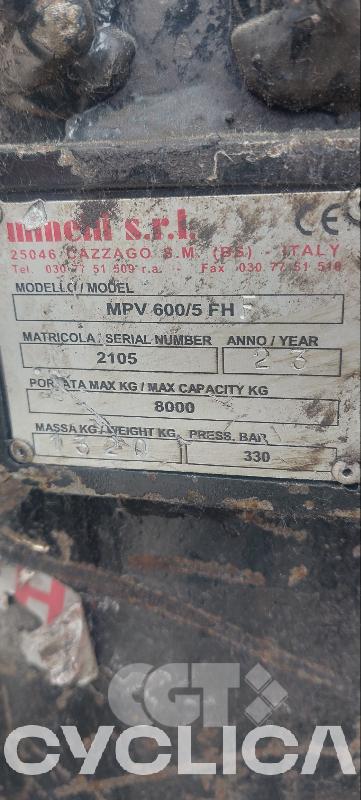 s.r.l.
CE
25046 CAZZAGO S.M. (BS) - ITALY
Tel. 030 77 51 509 r.a. - Fax 030 77 51 510
MODELLO / MODEL
MPV 600/5 FH F
MATRICOLA / SERIAL NUMBER ANNO / YEAR
2105 23
PORTATA MAX KG / MAX CAPACITY KG
8000
MASSA KG / WEIGHT KG PRESS. BAR
1320 330
CGT
CYCLICA